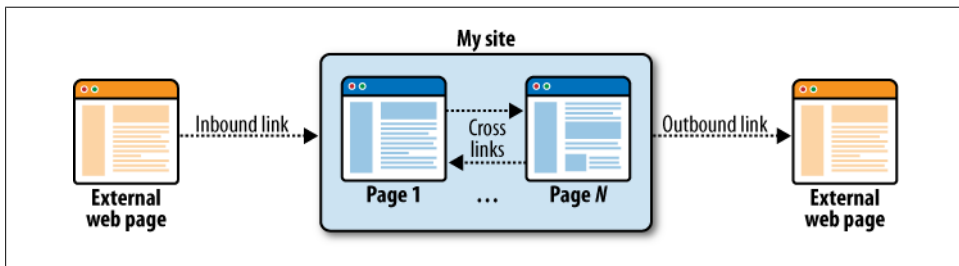 My site
Inbound link
Cross
links
Outbound link
Page 1
...
Page N
External
web page
External
web page